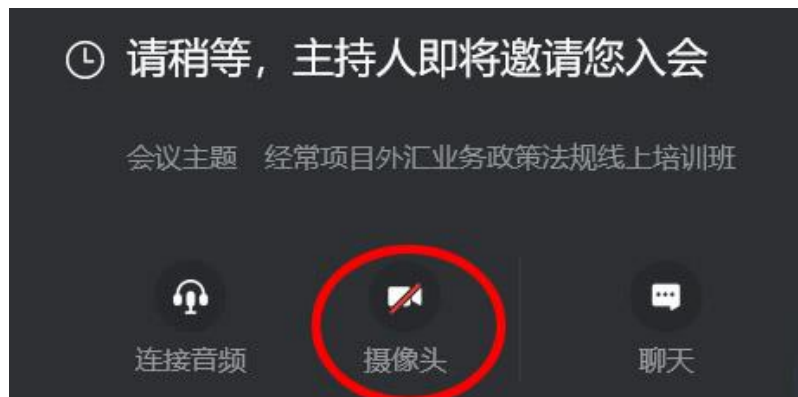 请稍等，主持人即将邀请您入会
会议主题 经常项目外汇业务政策法规线上培训班
连接音频 摄像头 聊天